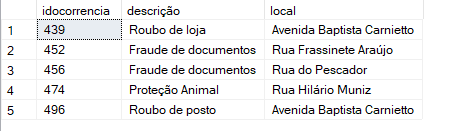 idocorrencia descrição local
1 439 Roubo de loja Avenida Baptista Carnietto
2 452 Fraude de documentos Rua Frassinete Araújo
3 456 Fraude de documentos Rua do Pescador
4 474 Proteção Animal Rua Hilário Muniz
5 496 Roubo de posto Avenida Baptista Carnietto